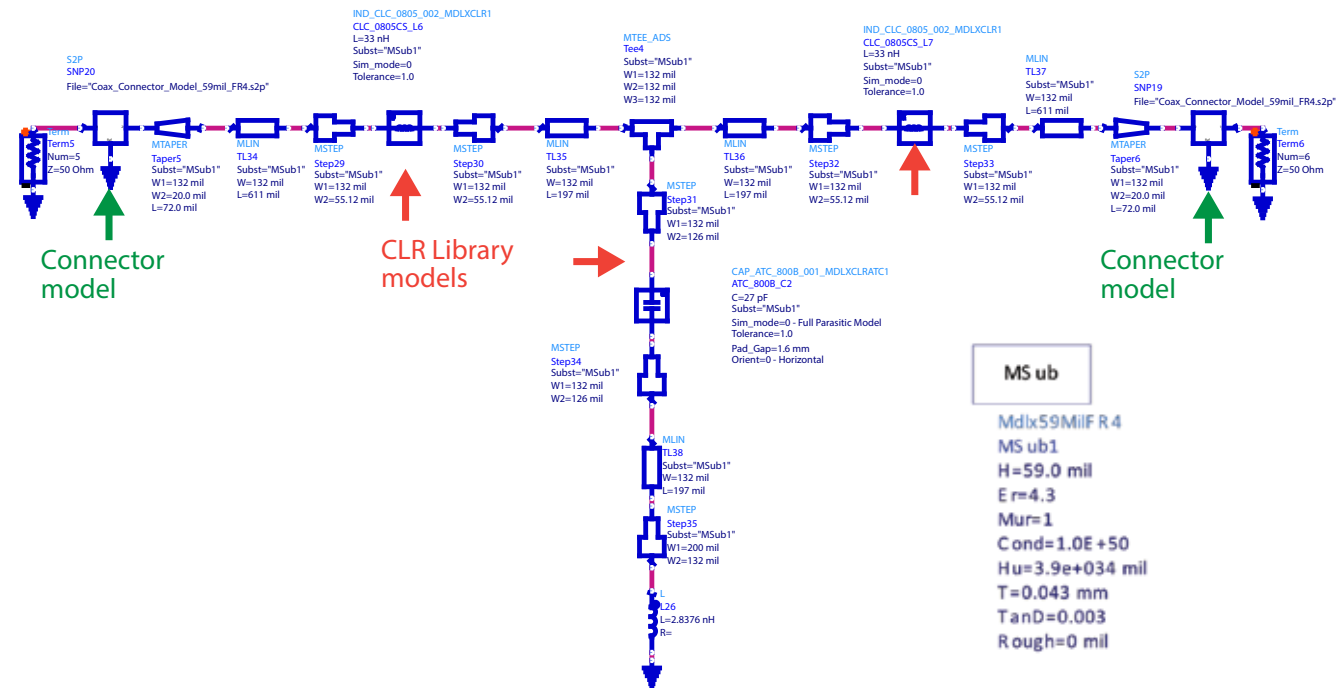 IND_CLC_0805_002_MDLXCLR1
CLC_0805CS_L6
L=33 nH
Subst="MSub1"
Sim_mode=0
Tolerance=1.0
MTEE_ADS
Tee4
Subst="MSub1"
W1=132 mil
W2=132 mil
W3=132 mil
IND_CLC_0805_002_MDLXCLR1
CLC_0805CS_L7
L=33 nH
Subst="MSub1"
Sim_mode=0
Tolerance=1.0
MLIN
TL37
Subst="MSub1"
W=132 mil
L=611 mil
S2P
SNP20
File="Coax_Connector_Model_59mil_FR4.s2p"
S2P
SNP19
File="Coax_Connector_Model_59mil_FR4.s2p"
Term
Term5
Num=5
Z=50 Ohm
MTAPER
Taper5
Subst="MSub1"
W1=132 mil
W2=20.0 mil
L=72.0 mil
MLIN
TL34
Subst="MSub1"
W=132 mil
L=611 mil
MSTEP
Step29
Subst="MSub1"
W1=132 mil
W2=55.12 mil
MSTEP
Step30
Subst="MSub1"
W1=132 mil
W2=55.12 mil
MLIN
TL35
Subst="MSub1"
W=132 mil
L=197 mil
MLIN
TL36
Subst="MSub1"
W=132 mil
L=197 mil
MSTEP
Step32
Subst="MSub1"
W1=132 mil
W2=55.12 mil
MSTEP
Step33
Subst="MSub1"
W1=132 mil
W2=55.12 mil
MTAPER
Taper6
Subst="MSub1"
W1=132 mil
W2=20.0 mil
L=72.0 mil
Term
Term6
Num=6
Z=50 Ohm
MSTEP
Step31
Subst="MSub1"
W1=132 mil
W2=126 mil
Connector
model
CLR Library
models
Connector
model
CAP_ATC_800B_001_MDLXCLRATC1
ATC_800B_C2
C=27 pF
Subst="MSub1"
Sim_mode=0 - Full Parasitic Model
Tolerance=1.0
Pad_Gap=1.6 mm
Orient=0 - Horizontal
MSTEP
Step34
Subst="MSub1"
W1=132 mil
W2=126 mil
MLIN
TL38
Subst="MSub1"
W=132 mil
L=197 mil
MSTEP
Step35
Subst="MSub1"
W1=200 mil
W2=132 mil
L
L26
L=2.8376 nH
R=
MS ub
Mdlx59MilF R 4
MS ub1
H=59.0 mil
E r=4.3
Mur=1
Cond=1.0E +50
Hu=3.9e+034 mil
T=0.043 mm
TanD=0.003
Rough=0 mil